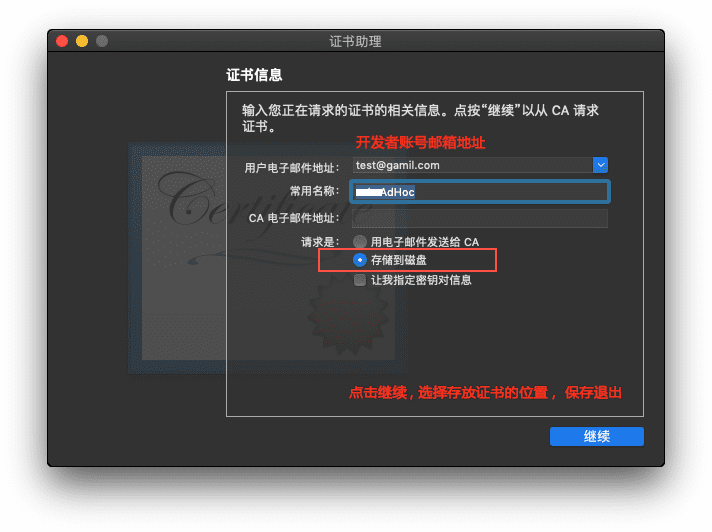 证书助理
证书信息
输入您正在请求的证书的相关信息。点按“继续”以从 CA 请求
证书。
开发者账号邮箱地址
用户电子邮件地址： test@gamil.com
常用名称： AdHoc
CA 电子邮件地址：
请求是： 用电子邮件发送给 CA
存储到磁盘
让我指定密钥对信息
Certificate
点击继续，选择存放证书的位置， 保存退出
继续